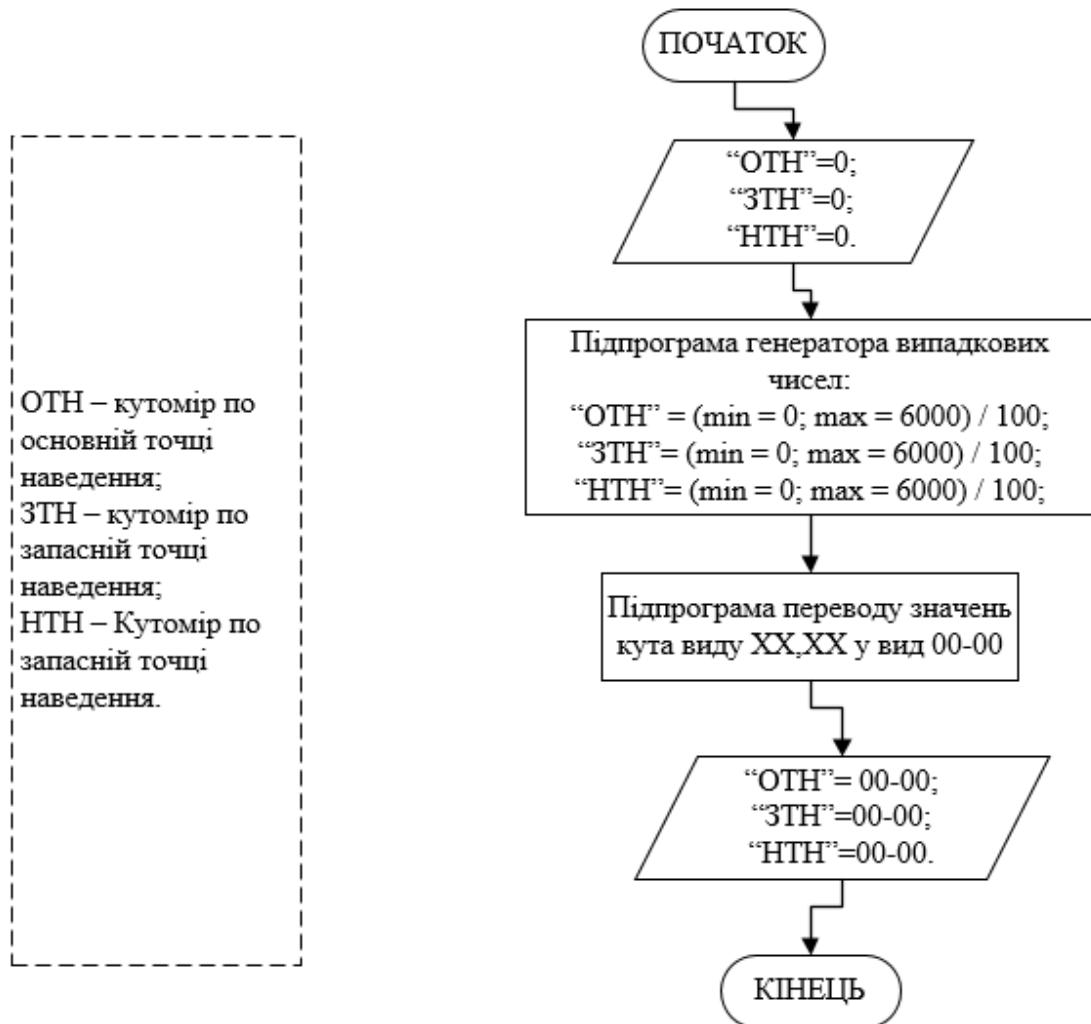 ПОЧАТОК
“ОТН”=0;
“ЗТН”=0;
“НТН”=0.
Підпрограма генератора випадкових
чисел:
“ОТН” = (min = 0; max = 6000) / 100;
“ЗТН”= (min = 0; max = 6000) / 100;
“НТН”= (min = 0; max = 6000) / 100;
Підпрограма переводу значень
кута виду ХХ,ХХ у вид 00-00
“ОТН”= 00-00;
“ЗТН”=00-00;
“НТН”=00-00.
КІНЕЦЬ
ОТН – кутомір по
основній точці
наведення;
ЗТН – кутомір по
запасній точці
наведення;
НТН – Кутомір по
запасній точці
наведення.